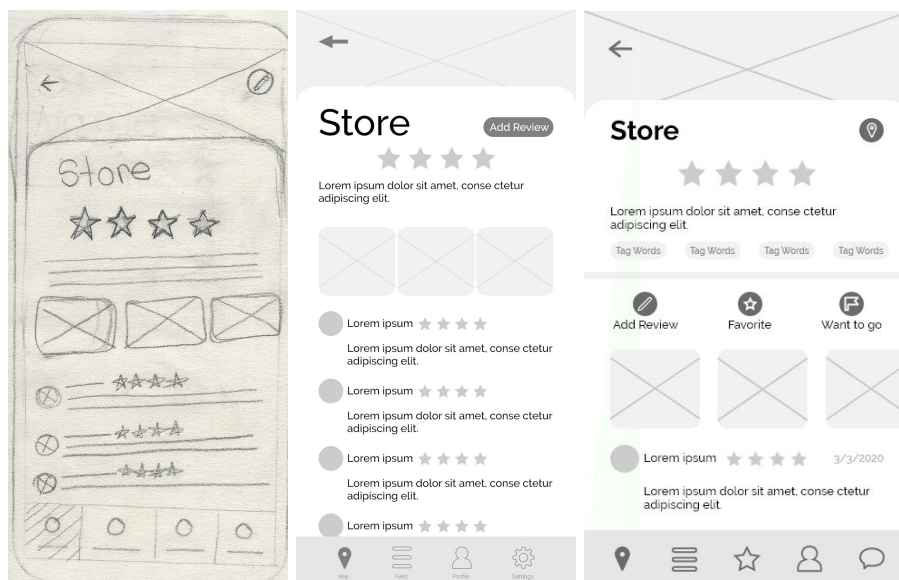 Store
Store
Add Review
Lorem ipsum dolor sit amet, conse ctetur
adipiscing elit.
Lorem ipsum
Lorem ipsum dolor sit amet, conse ctetur
adipiscing elit.
Lorem ipsum
Lorem ipsum dolor sit amet, conse ctetur
adipiscing elit.
Lorem ipsum
Lorem ipsum dolor sit amet, conse ctetur
adipiscing elit.
Lorem ipsum
Map Feed Profile Settings
Store
Lorem ipsum dolor sit amet, conse ctetur
adipiscing elit.
Tag Words Tag Words Tag Words Tag Words
Add Review Favorite Want to go
Lorem ipsum 3/3/2020
Lorem ipsum dolor sit amet, conse ctetur
adipiscing elit.